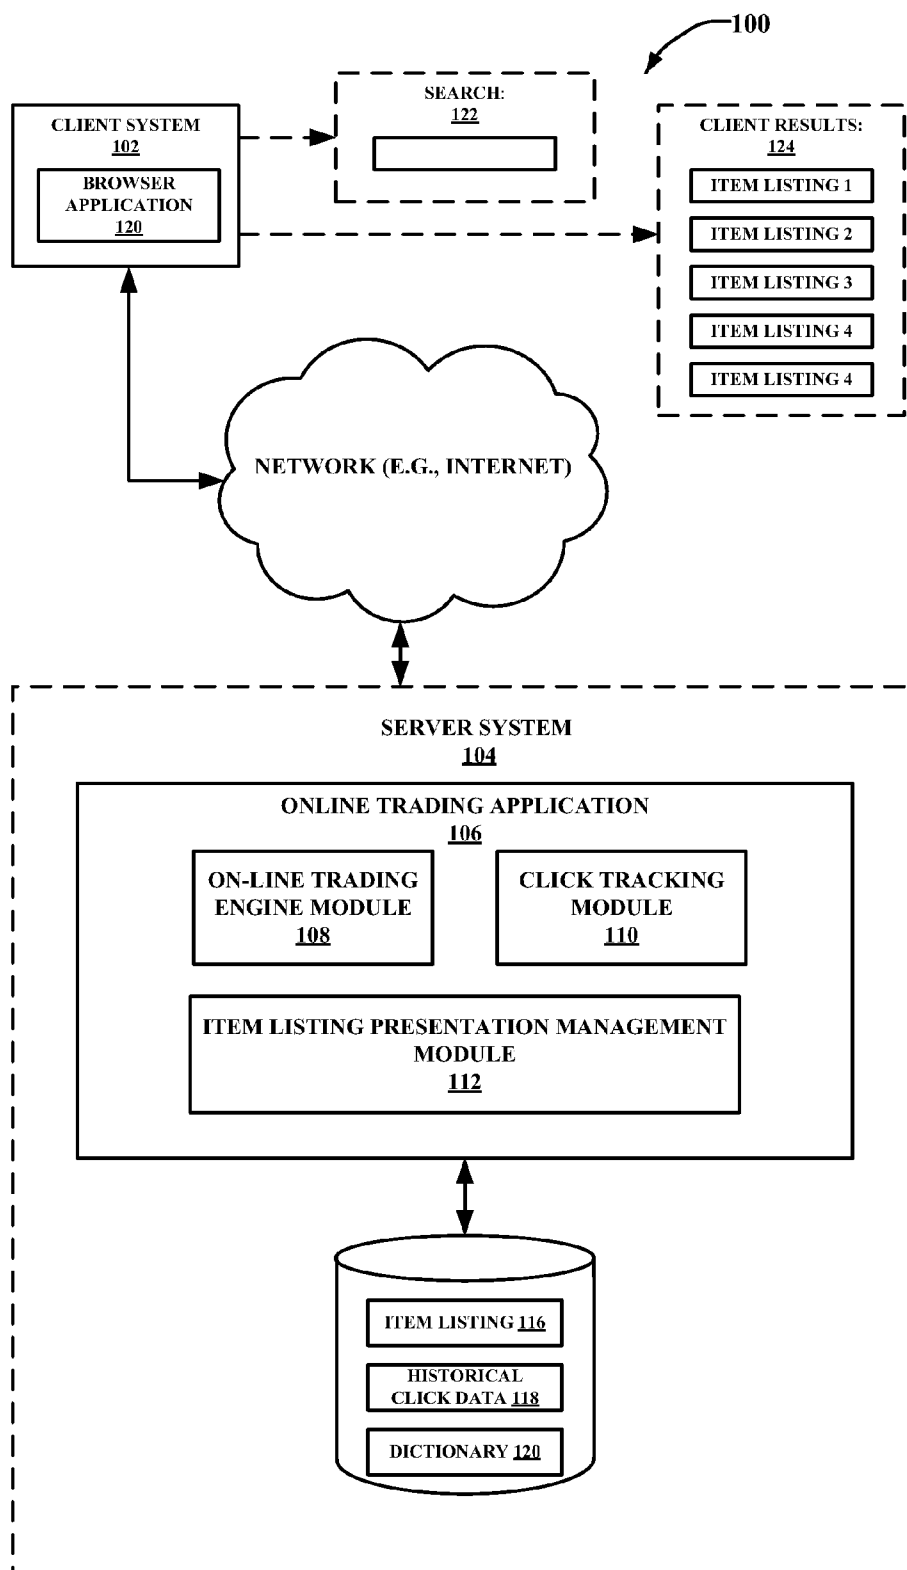 100
CLIENT SYSTEM
102
BROWSER
APPLICATION
120
SEARCH:
122
CLIENT RESULTS:
124
ITEM LISTING 1
ITEM LISTING 2
ITEM LISTING 3
ITEM LISTING 4
ITEM LISTING 4
NETWORK (E.G., INTERNET)
SERVER SYSTEM
104
ONLINE TRADING APPLICATION
106
ON-LINE TRADING
ENGINE MODULE
108
CLICK TRACKING
MODULE
110
ITEM LISTING PRESENTATION MANAGEMENT
MODULE
112
ITEM LISTING 116
HISTORICAL
CLICK DATA 118
DICTIONARY 120